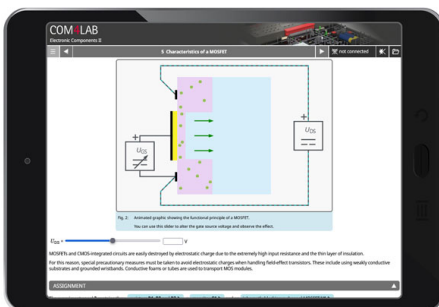 COM4LAB
Electronic Components II
5 Characteristics of a MOSFET
not connected
+
UGS
+
UDS
Fig. 2: Animated graphic showing the functional principle of a MOSFET.
You can use this slider to alter the gate source voltage and observe the effect.
UGS = V
MOSFETs and CMOS-integrated circuits are easily destroyed by electrostatic charge due to the extremely high input resistance and the thin layer of insulation.
For this reason, special precautionary measures must be taken to avoid electrostatic charges when handling field-effect transistors. These include using weakly conductive
substrates and grounded wristbands. Conductive foams or tubes are used to transport MOS modules.
ASSIGNMENT